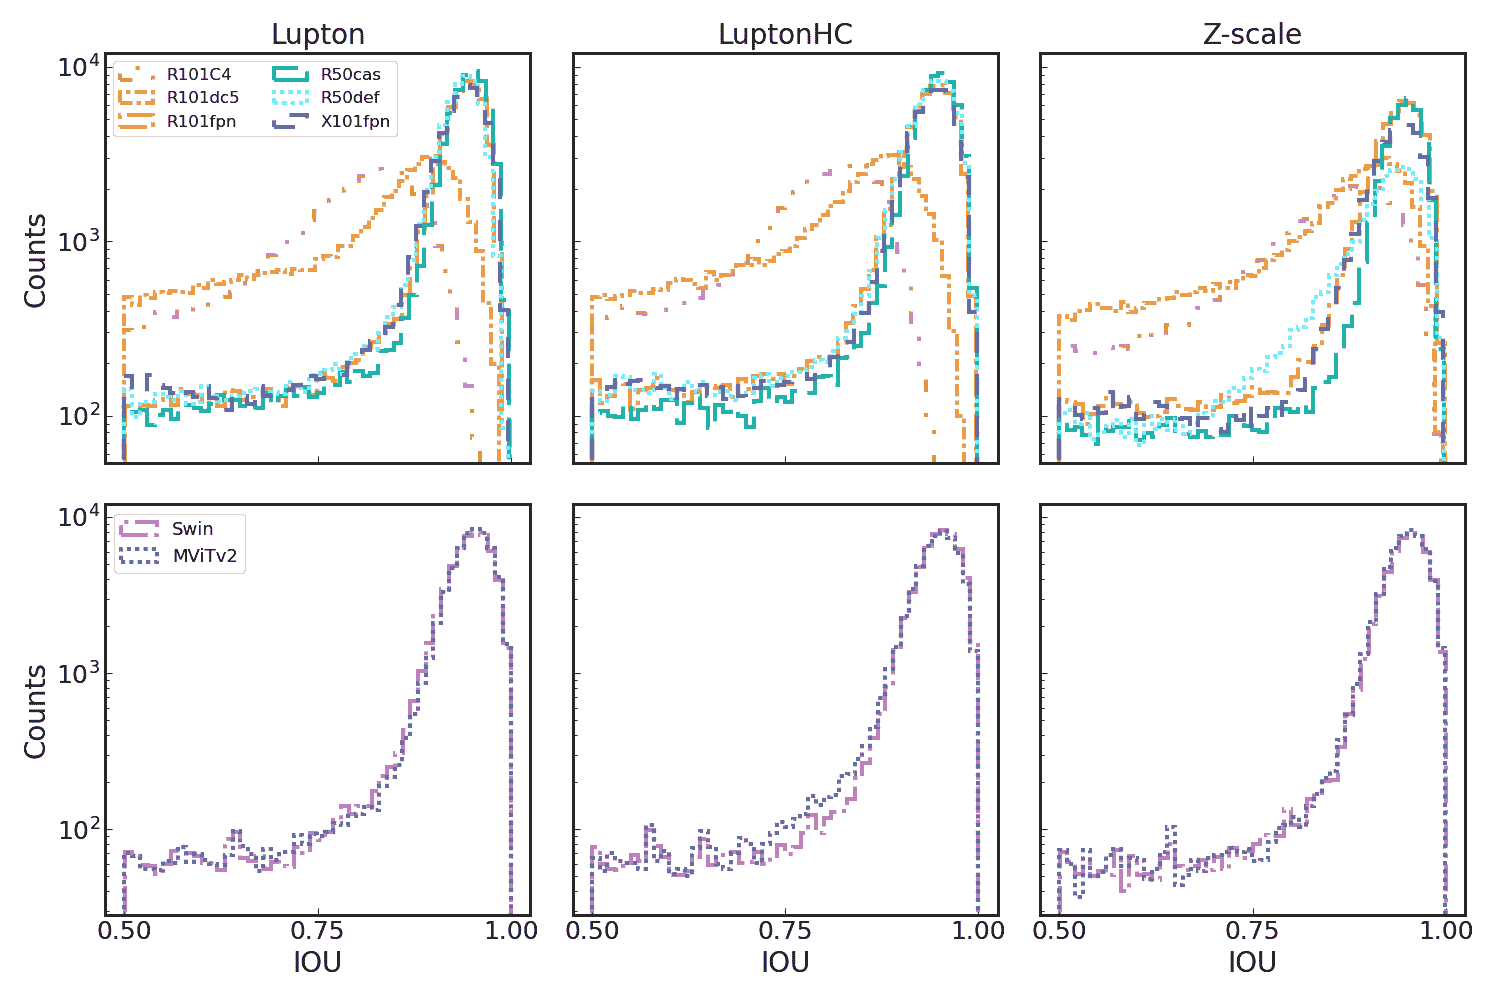 Lupton LuptonHC Z-scale
10⁴
R101C4 R50cas
R101dc5 R50def
R101fpn X101fpn
Counts
10³
10²
10⁴
Swin
MViTv2
Counts
10³
10²
0.50 0.75 1.00 0.50 0.75 1.00 0.50 0.75 1.00
IOU IOU IOU